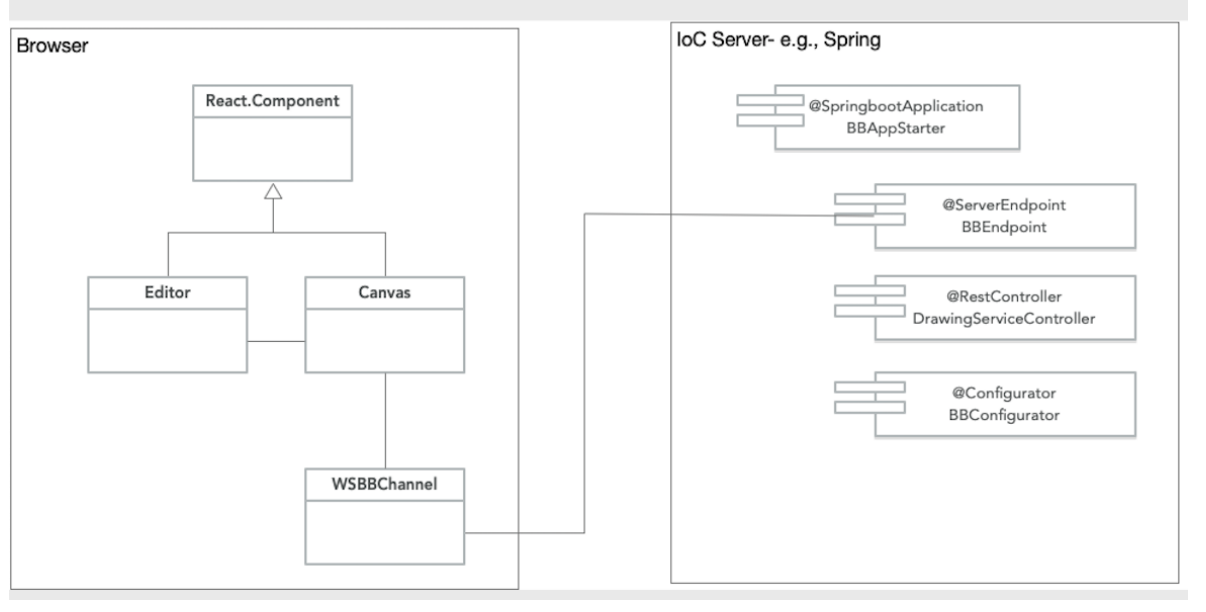 Browser
React.Component
Editor
Canvas
WSBBChannel
IoC Server- e.g., Spring
@SpringbootApplication
BBAppStarter
@ServerEndpoint
BBEndpoint
@RestController
DrawingServiceController
@Configurator
BBConfigurator